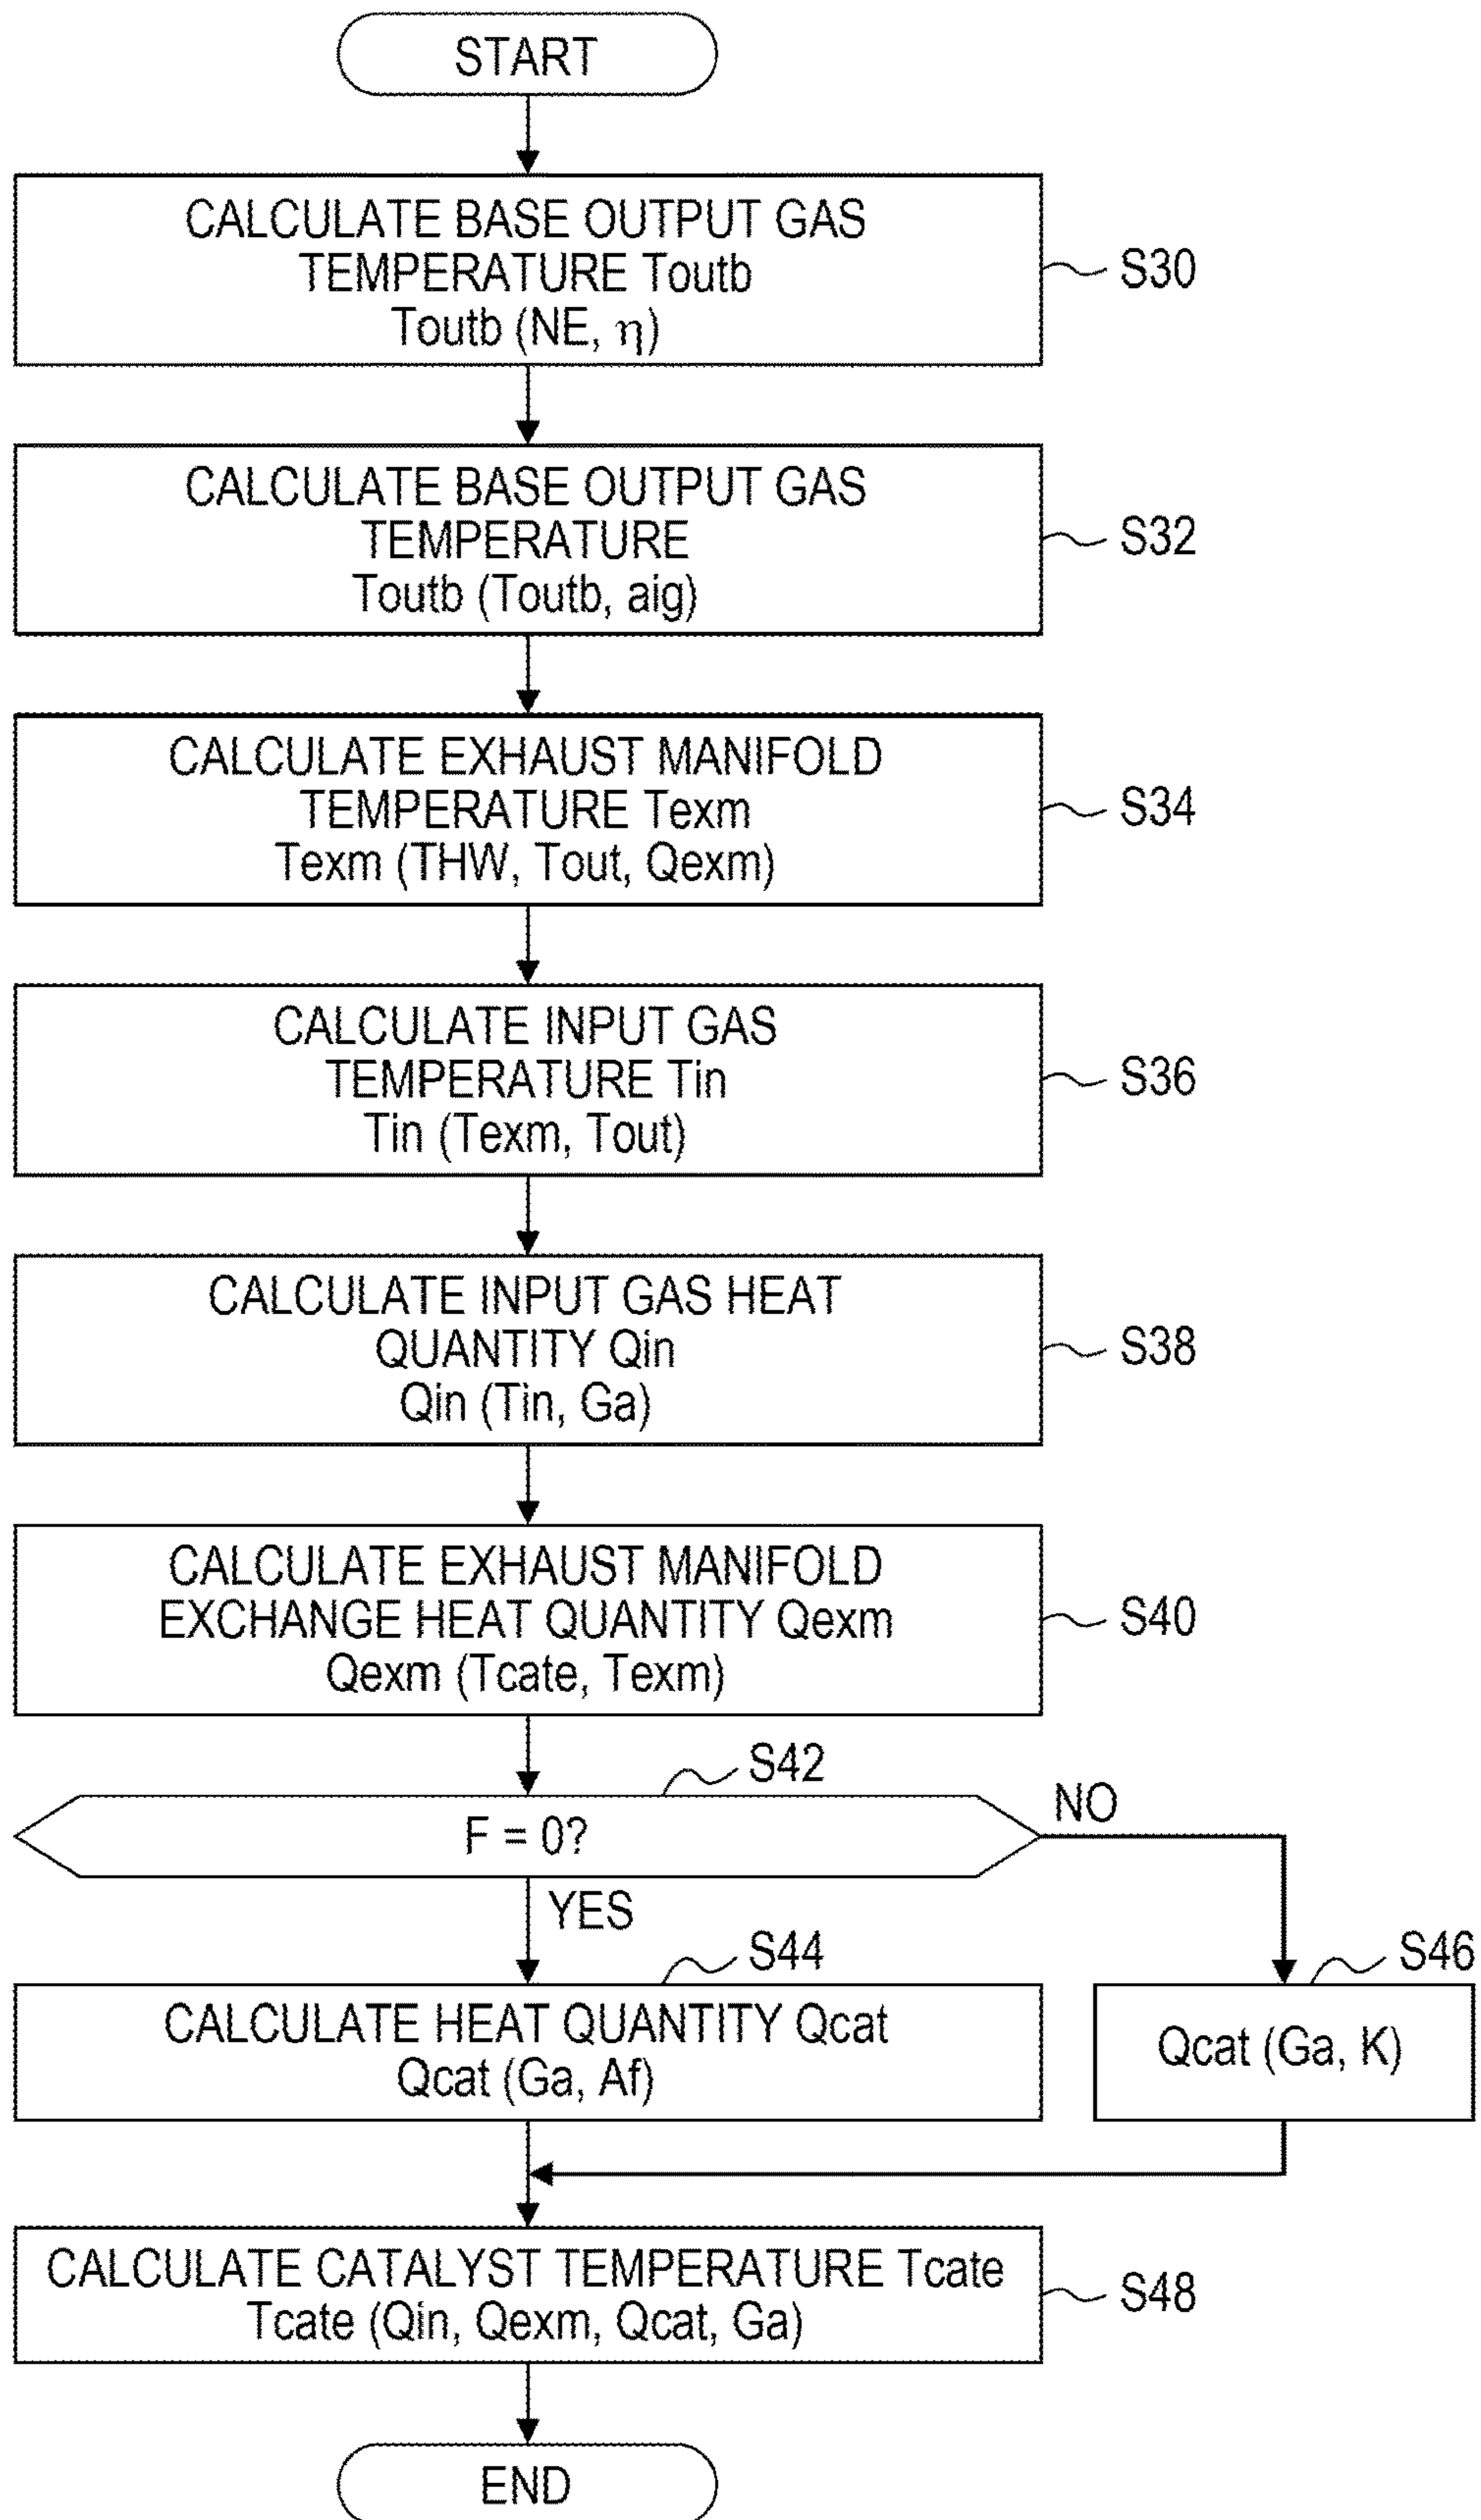 START
CALCULATE BASE OUTPUT GAS
TEMPERATURE Toutb
Toutb (NE, η)
S30
CALCULATE BASE OUTPUT GAS
TEMPERATURE
Toutb (Toutb, aig)
S32
CALCULATE EXHAUST MANIFOLD
TEMPERATURE Texm
Texm (THW, Tout, Qexm)
S34
CALCULATE INPUT GAS
TEMPERATURE Tin
Tin (Texm, Tout)
S36
CALCULATE INPUT GAS HEAT
QUANTITY Qin
Qin (Tin, Ga)
S38
CALCULATE EXHAUST MANIFOLD
EXCHANGE HEAT QUANTITY Qexm
Qexm (Tcate, Texm)
S40
S42
F = 0?
NO
YES
S44
CALCULATE HEAT QUANTITY Qcat
Qcat (Ga, Af)
S46
Qcat (Ga, K)
CALCULATE CATALYST TEMPERATURE Tcate
Tcate (Qin, Qexm, Qcat, Ga)
S48
END